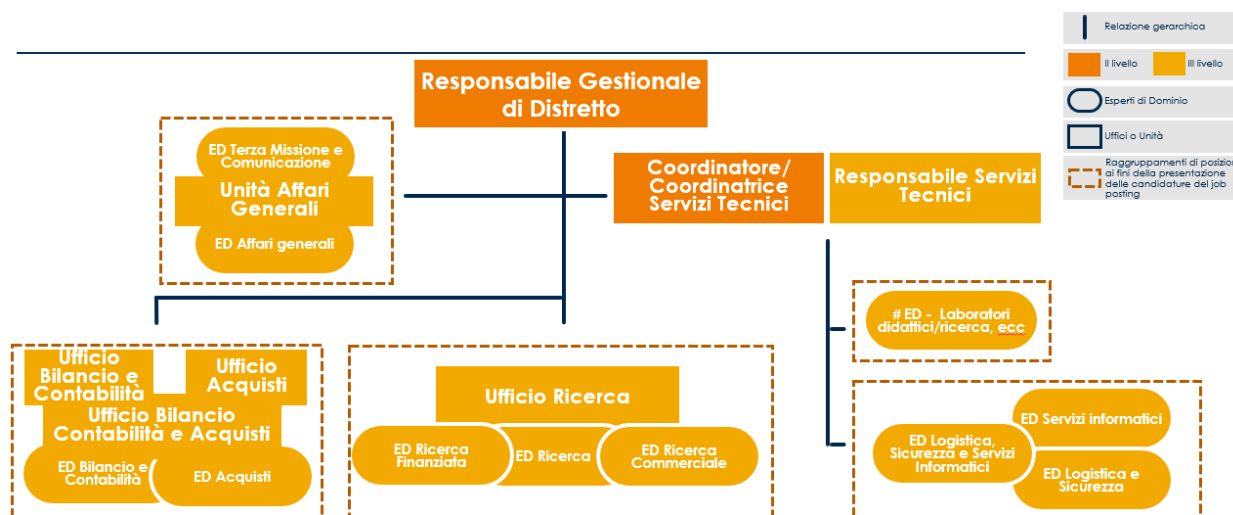 Relazione gerarchica
II livello
III livello
Esperti di Dominio
Uffici o Unità
Raggruppamenti di posizioni
ai fini della presentazione
delle candidature del job
posting
Responsabile Gestionale
di Distretto
ED Terza Missione e
Comunicazione
Unità Affari
Generali
ED Affari generali
Coordinatore/
Coordinatrice
Servizi Tecnici
Responsabile Servizi
Tecnici
# ED - Laboratori
didattici/ricerca, ecc
Ufficio
Bilancio e
Contabilità
Ufficio
Acquisti
Ufficio Bilancio
Contabilità e Acquisti
ED Bilancio e
Contabilità
ED Acquisti
Ufficio Ricerca
ED Ricerca
Finanziata
ED Ricerca
ED Ricerca
Commerciale
ED Servizi informatici
ED Logistica,
Sicurezza e Servizi
Informatici
ED Logistica e
Sicurezza